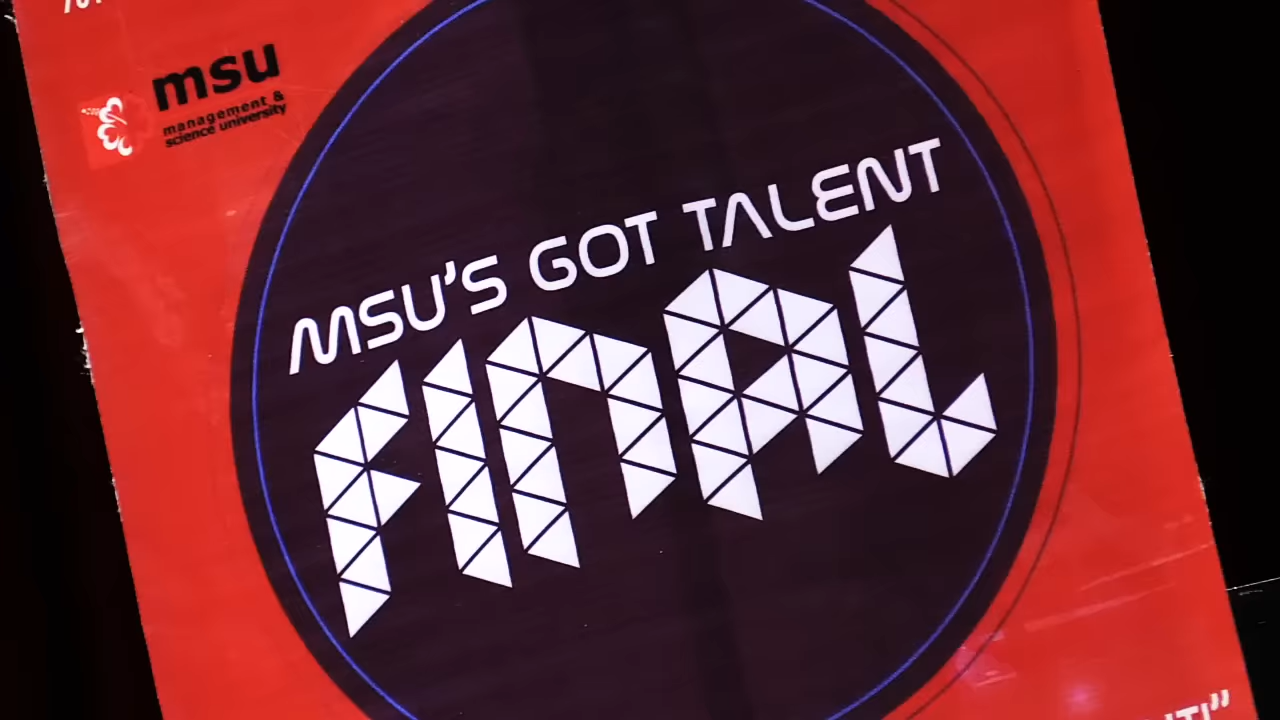 msu
management &
science university
MSU'S GOT TALENT
FINAL